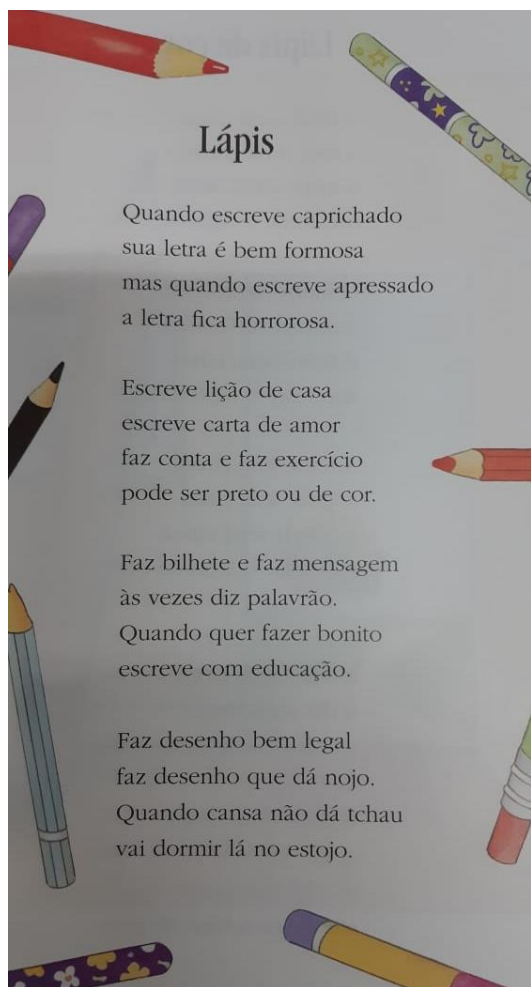 Lápis
Quando escreve caprichado
sua letra é bem formosa
mas quando escreve apressado
a letra fica horrorosa.
Escreve lição de casa
escreve carta de amor
faz conta e faz exercício
pode ser preto ou de cor.
Faz bilhete e faz mensagem
às vezes diz palavrão.
Quando quer fazer bonito
escreve com educação.
Faz desenho bem legal
faz desenho que dá nojo.
Quando cansa não dá tchau
vai dormir lá no estojo.